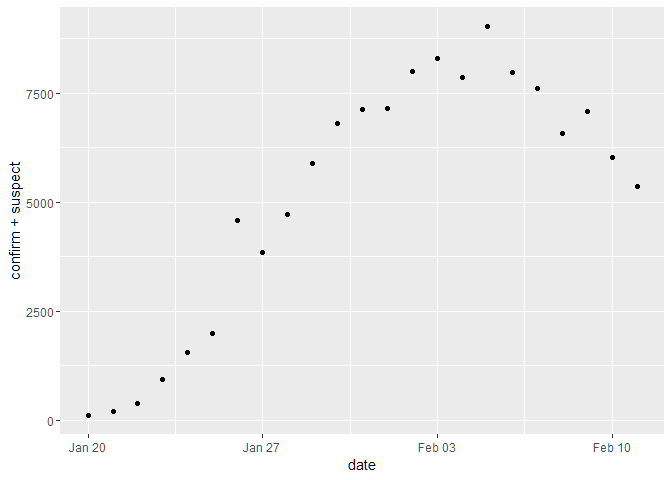 7500
5000
2500
0
confirm + suspect
Jan 20
Jan 27
Feb 03
Feb 10
date